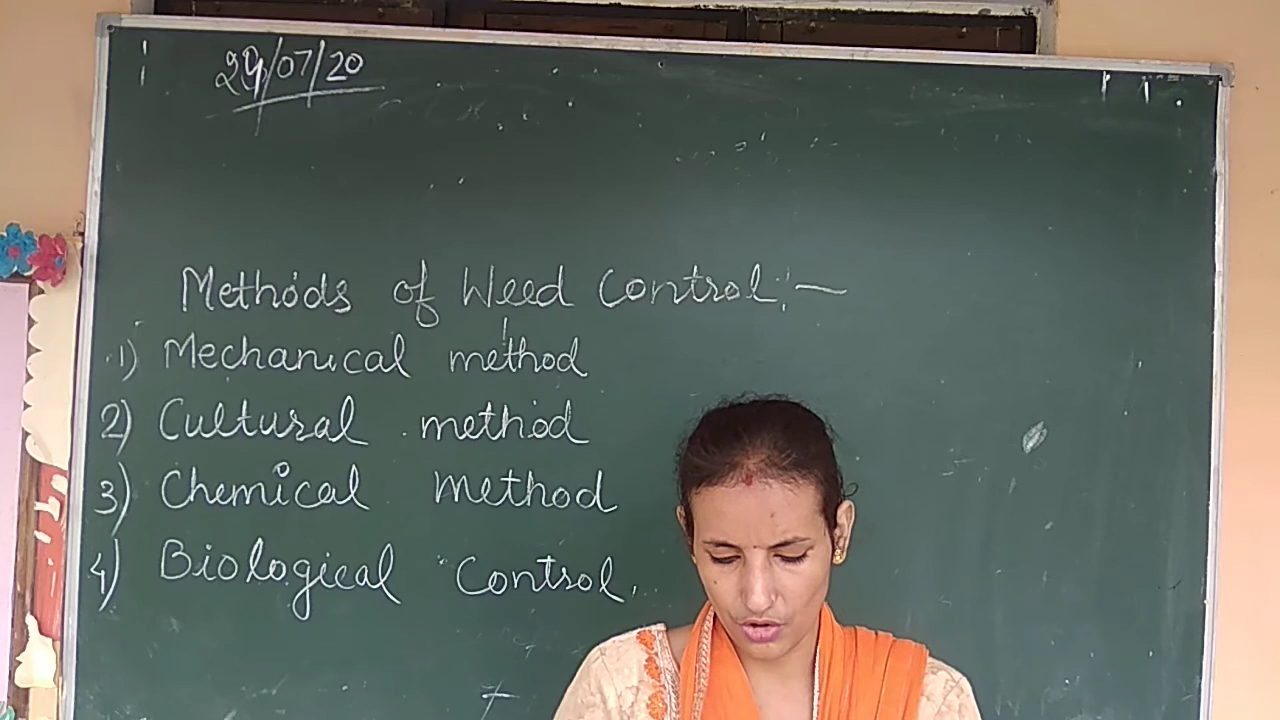 29/07/20
Methods of Weed Control:-
1) Mechanical method
2) Cultural method
3) Chemical method
4) Biological Control.